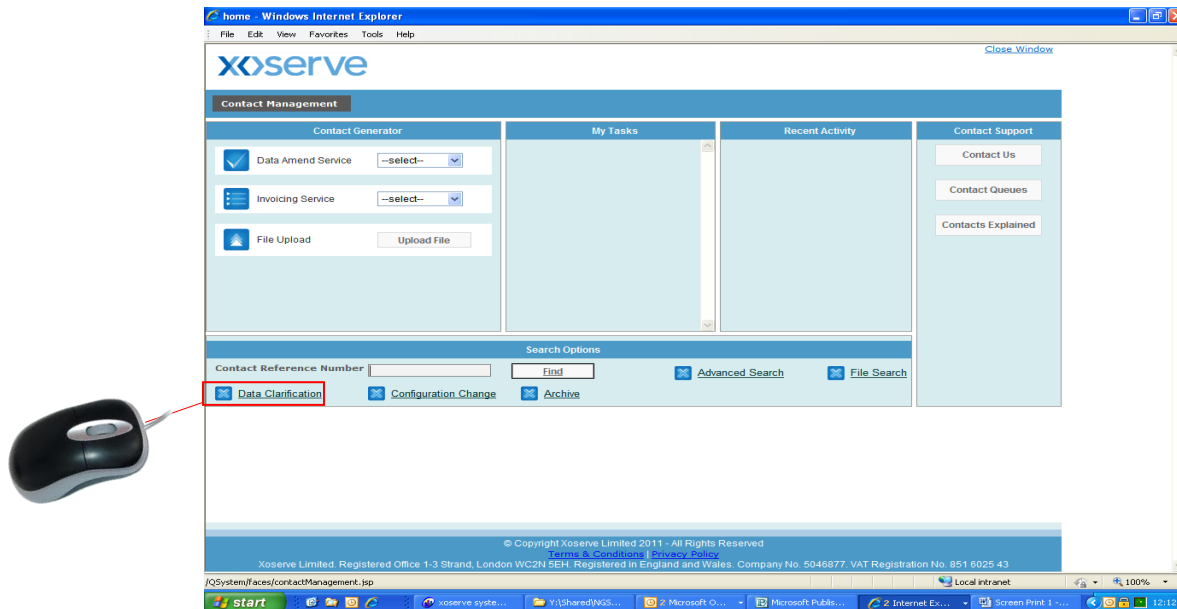 home - Windows Internet Explorer
File Edit View Favorites Tools Help
Close Window
xoserve
Contact Management
Contact Generator
My Tasks
Recent Activity
Contact Support
Data Amend Service --select--
Invoicing Service --select--
File Upload Upload File
Contact Us
Contact Queues
Contacts Explained
Search Options
Contact Reference Number Find Advanced Search File Search
Data Clarification Configuration Change Archive
© Copyright Xoserve Limited 2011 - All Rights Reserved
Terms & Conditions | Privacy Policy
Xoserve Limited. Registered Office 1-3 Strand, London WC2N 5EH. Registered in England and Wales. Company No. 5046877. VAT Registration No. 851 6025 43
/QSystem/faces/contactManagement.jsp Local intranet 100%
start xoserve syste... Y:\Shared\NGS... 2 Microsoft O... Microsoft Publis... 2 Internet Ex... Screen Print 1 -... 12:12